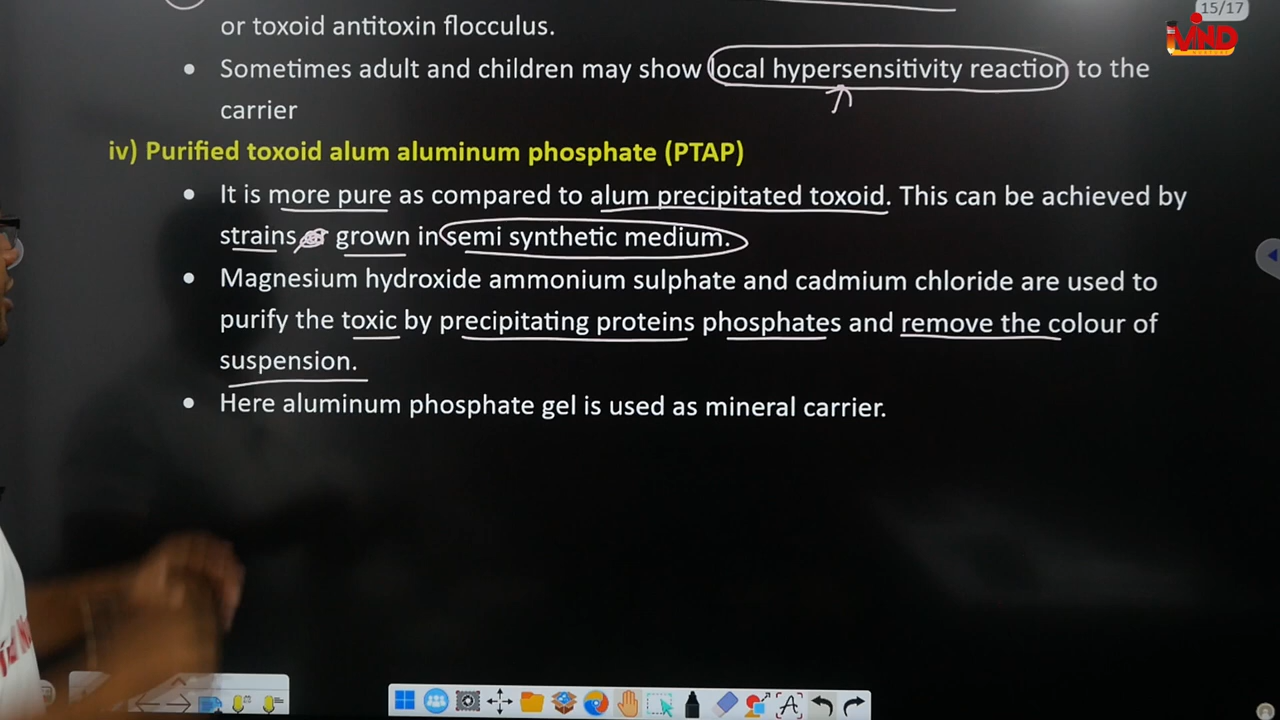 15/17
MIND
or toxoid antitoxin flocculus.
• Sometimes adult and children may show local hypersensitivity reaction to the
carrier
iv) Purified toxoid alum aluminum phosphate (PTAP)
• It is more pure as compared to alum precipitated toxoid. This can be achieved by
strains grown in semi synthetic medium.
• Magnesium hydroxide ammonium sulphate and cadmium chloride are used to
purify the toxic by precipitating proteins phosphates and remove the colour of
suspension.
• Here aluminum phosphate gel is used as mineral carrier.